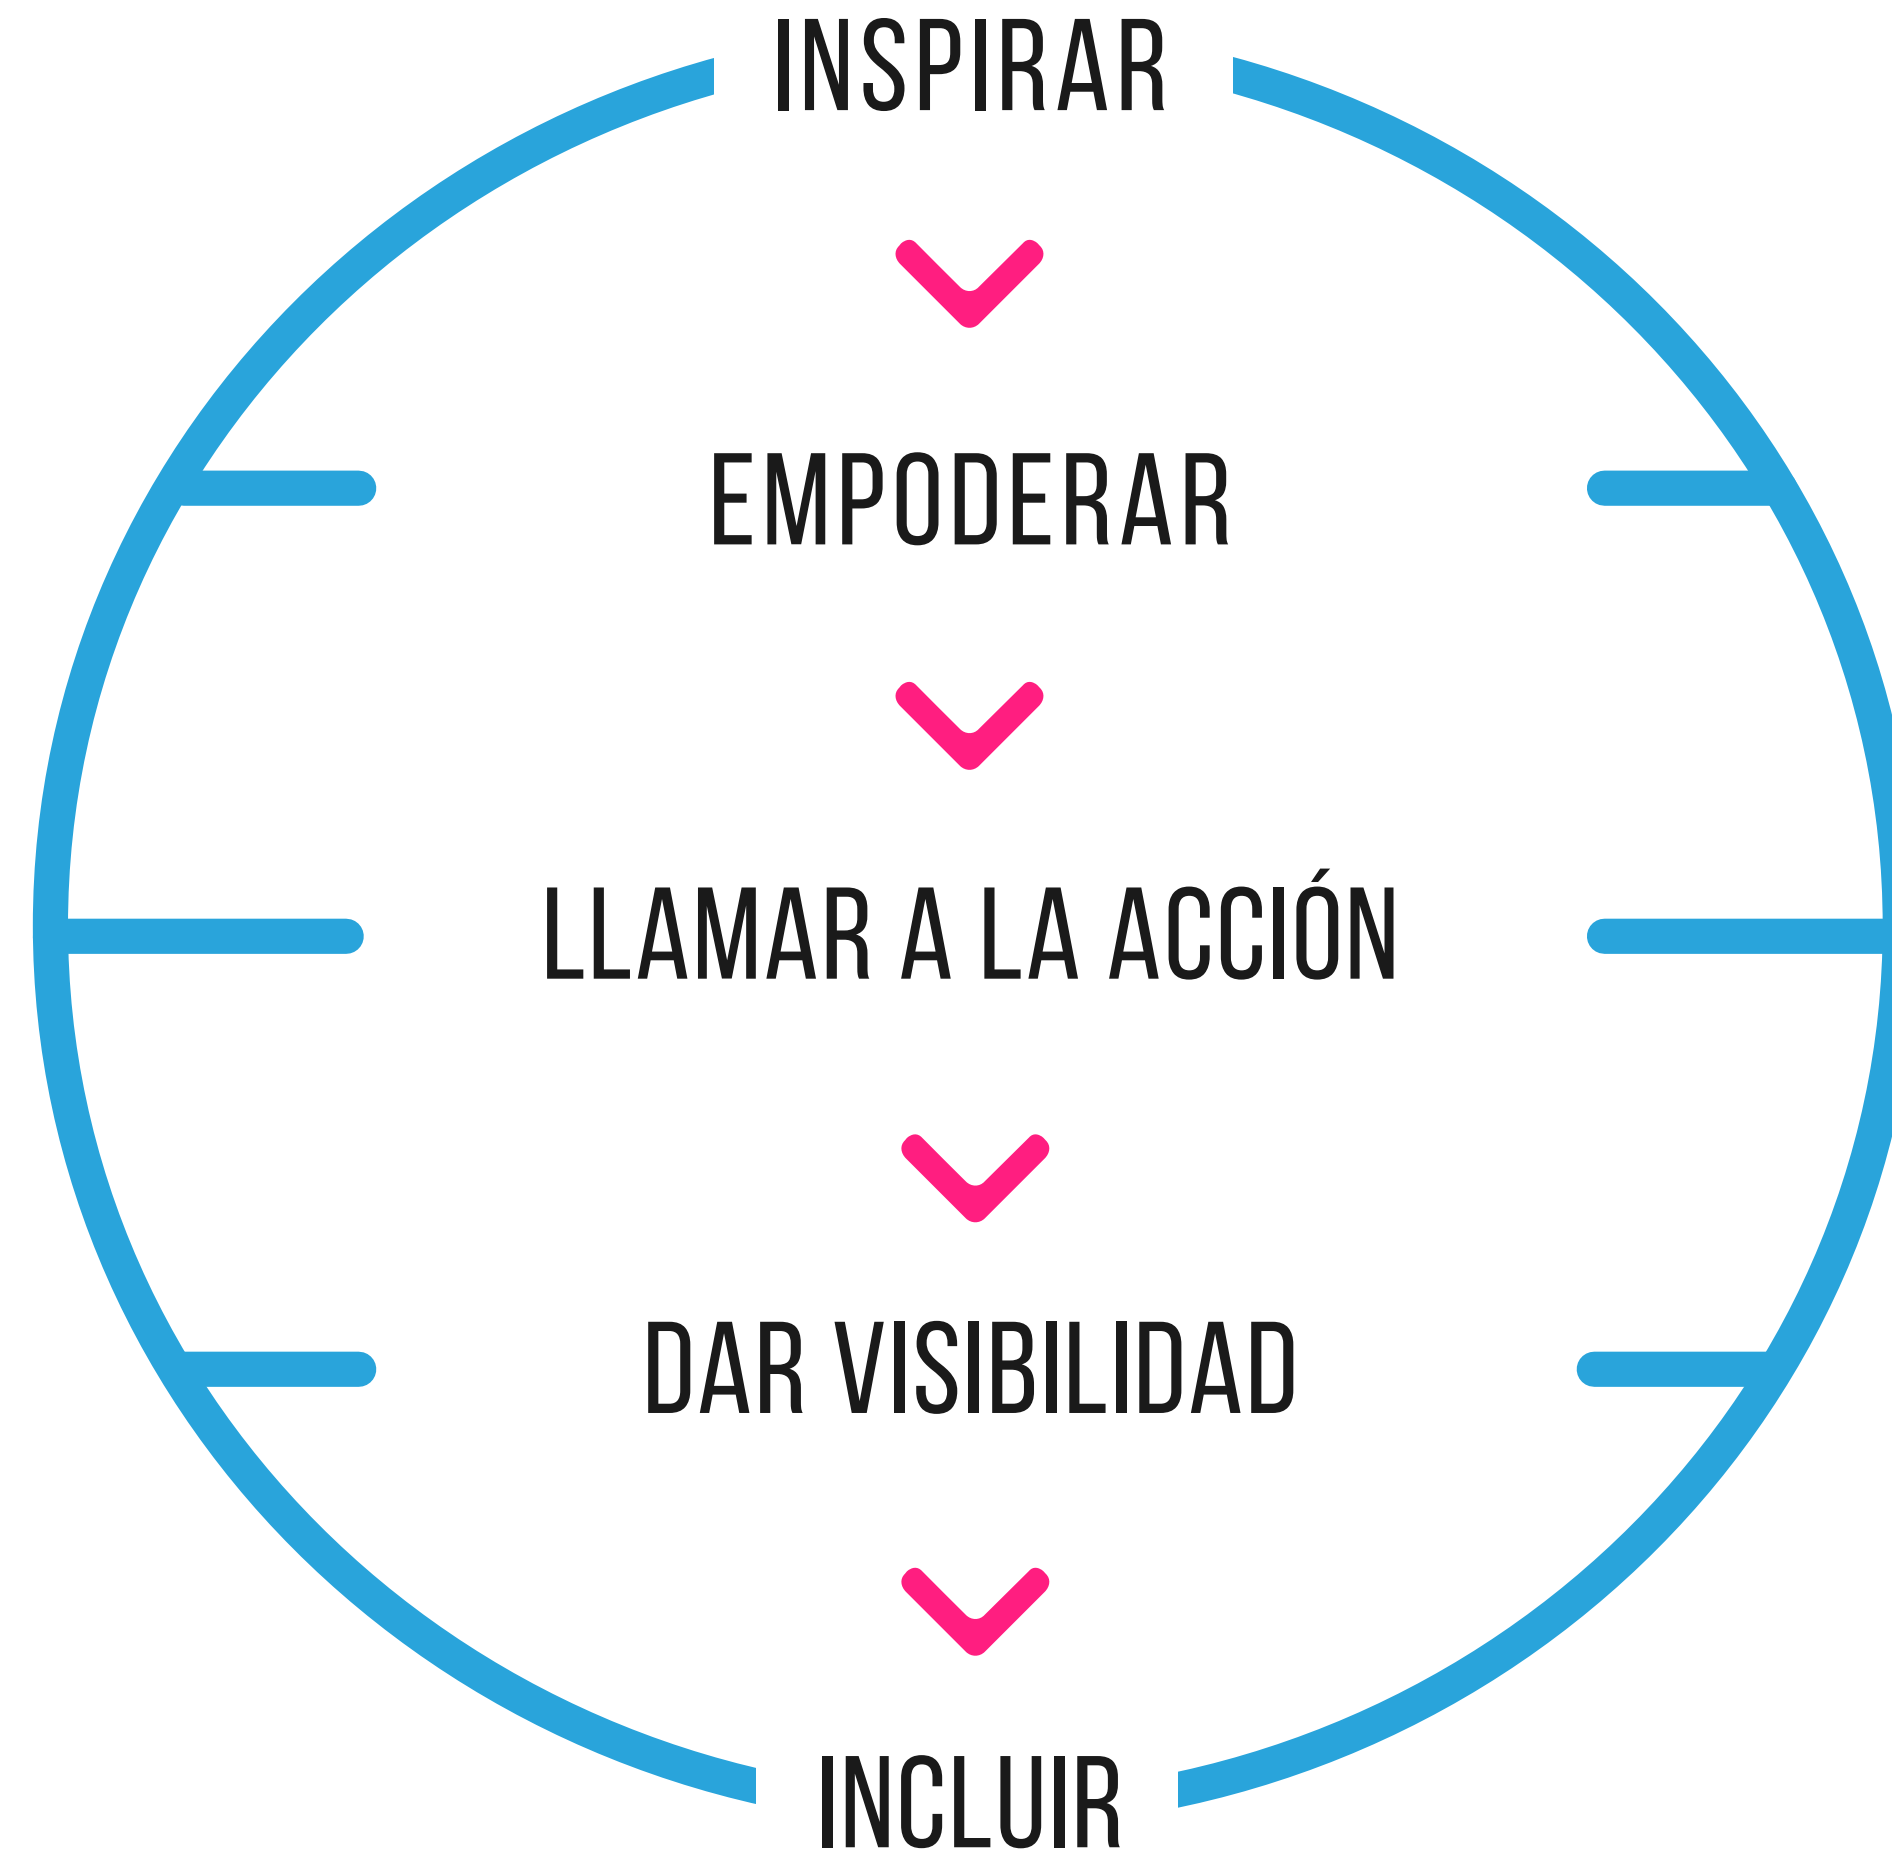 INSPIRAR
EMPODERAR
LLAMAR A LA ACCIÓN
DAR VISIBILIDAD
INCLUIR